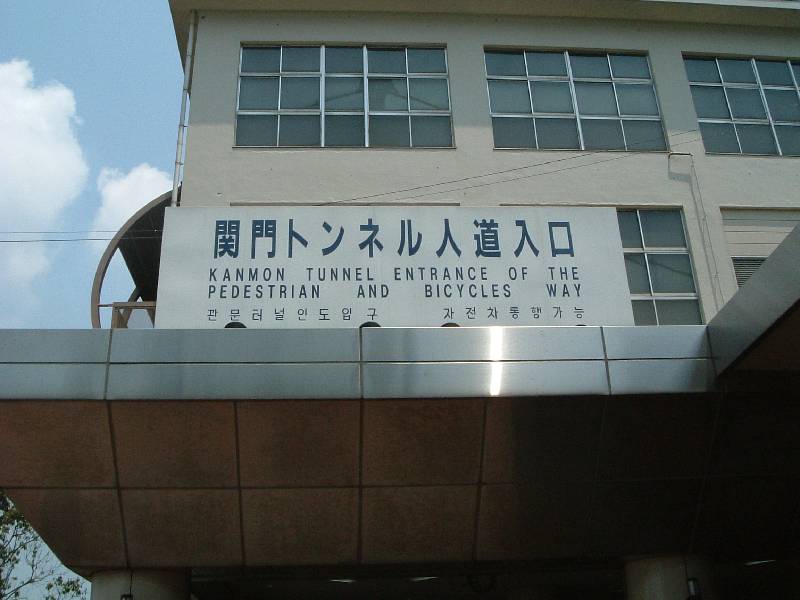 関門トンネル人道入口
KANMON TUNNEL ENTRANCE OF THE
PEDESTRIAN AND BICYCLES WAY
관문터널인도입구 자전차통행가능